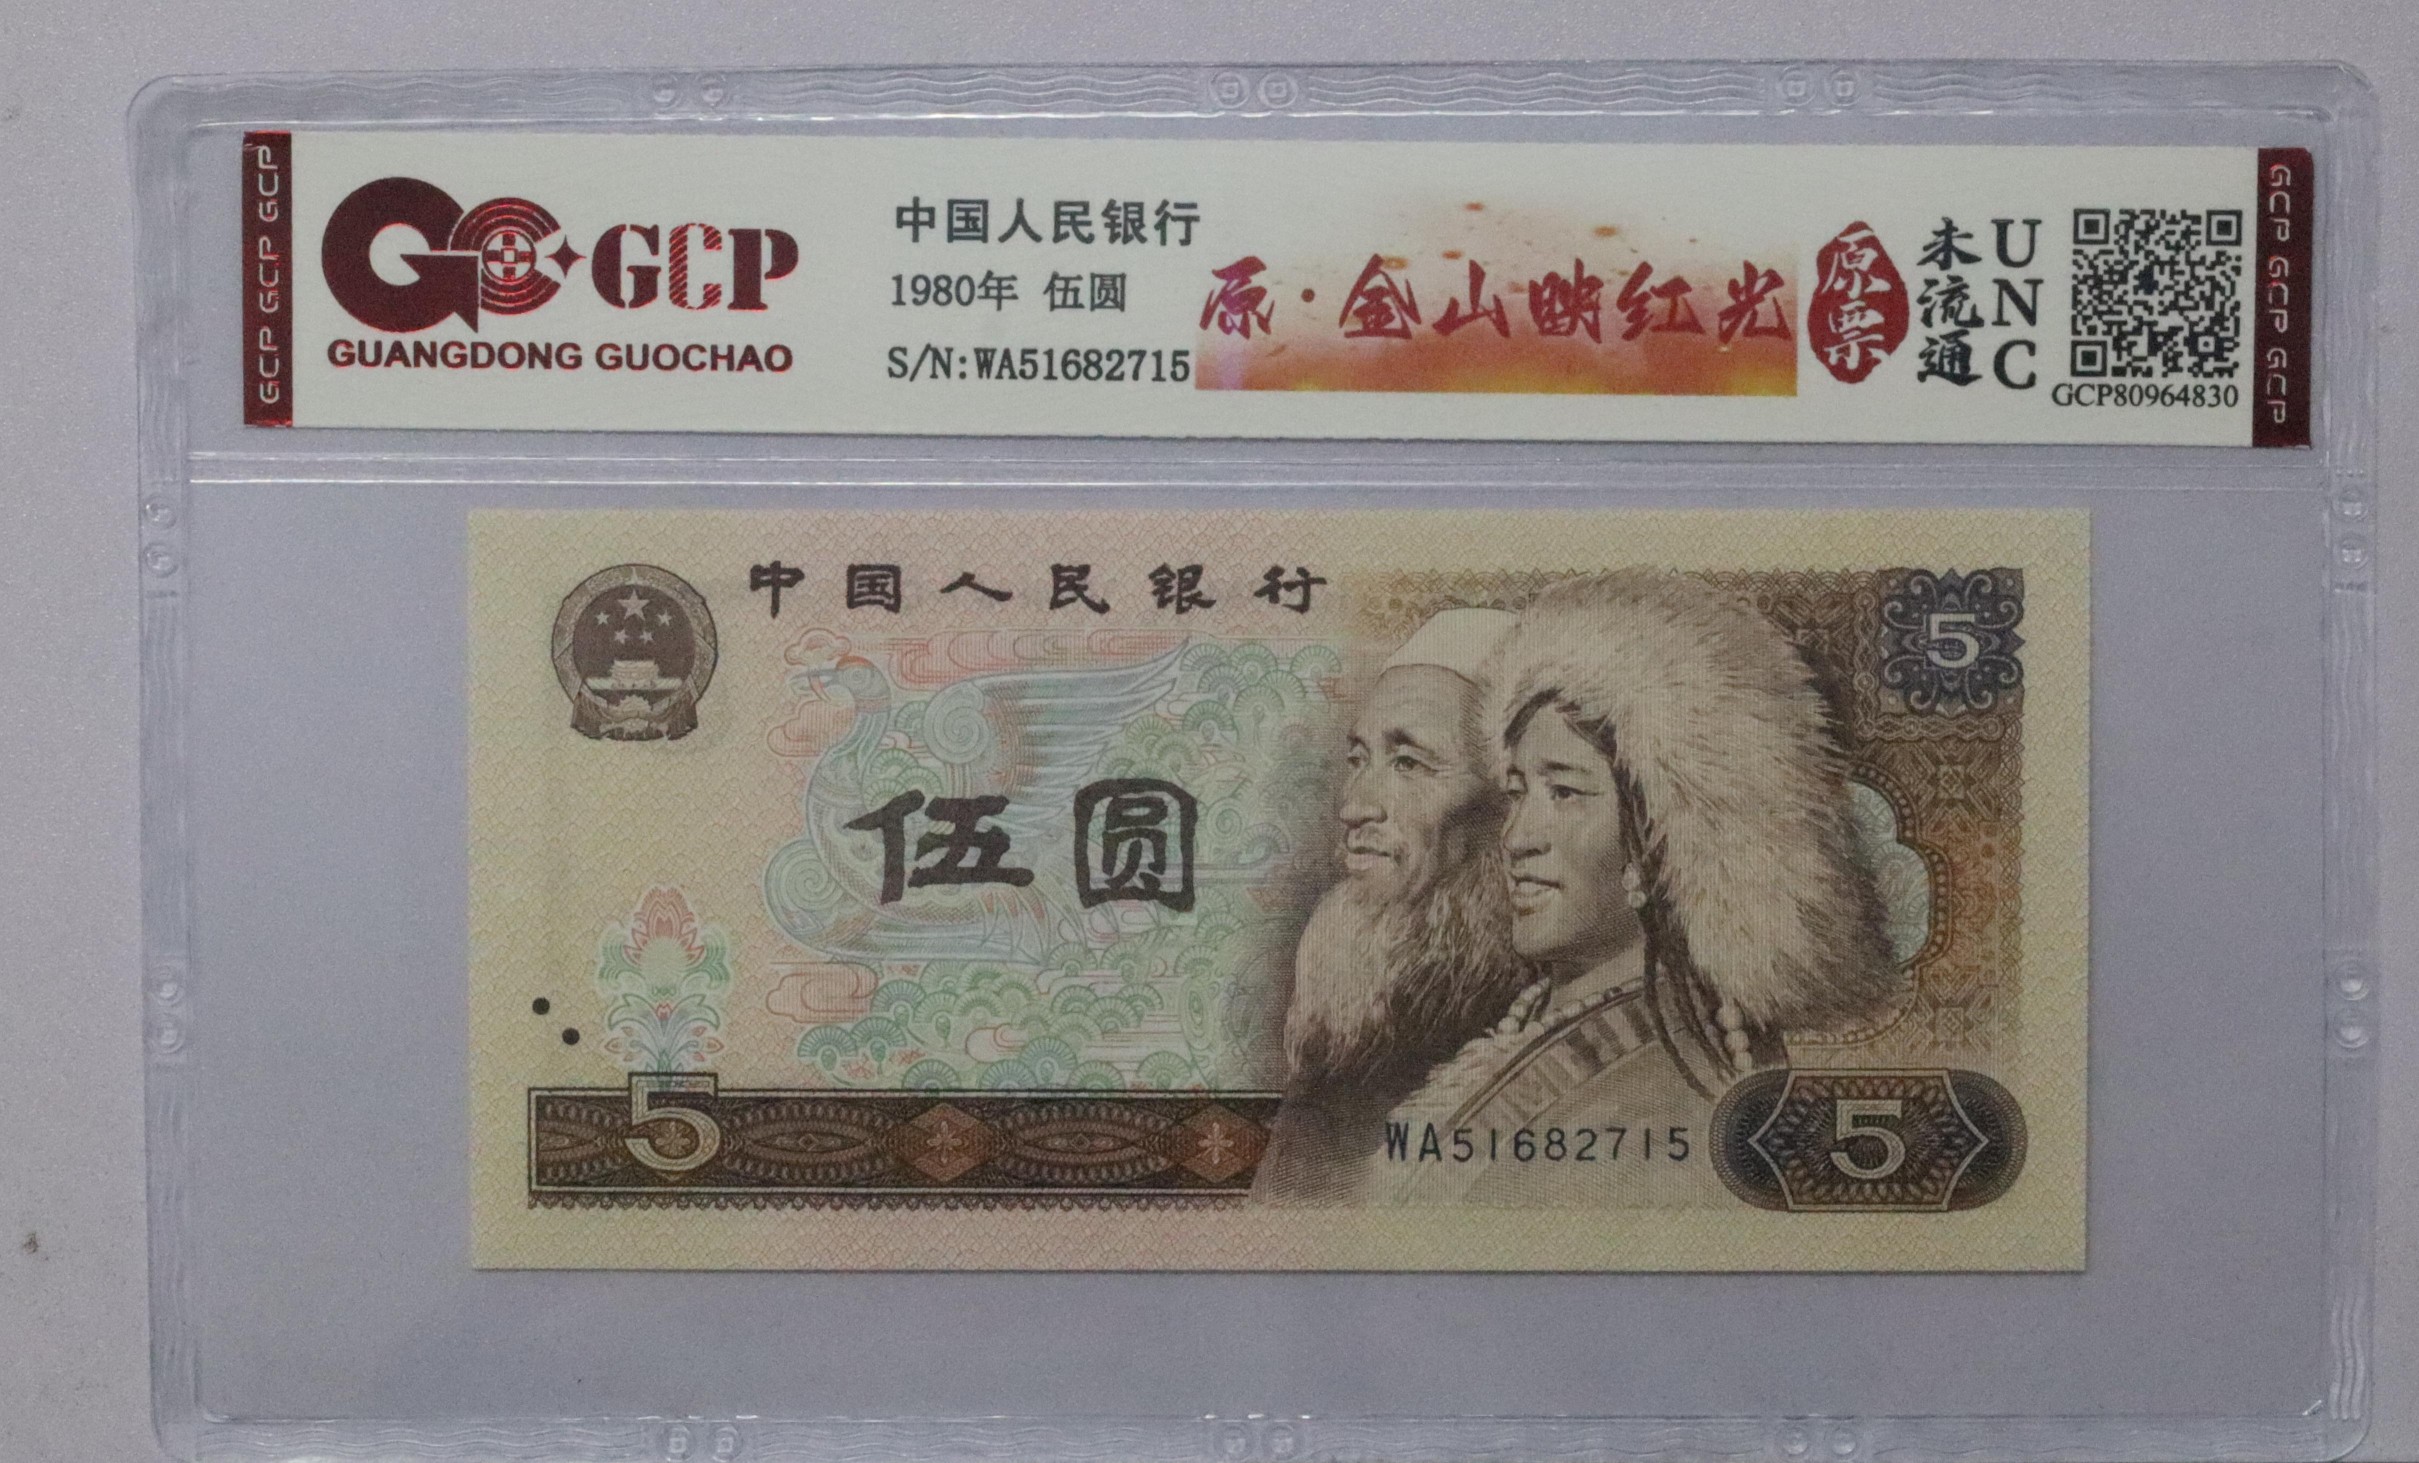 GCP GCP GCP
GCP
GUANGDONG GUOCHAO
中国人民银行
1980年 伍圆
S/N:WA51682715
原·金山映红光
原票
未流通
UNC
GCP80964830
GCP GCP GCP
中国人民银行
5
伍圆
5
WA51682715
5